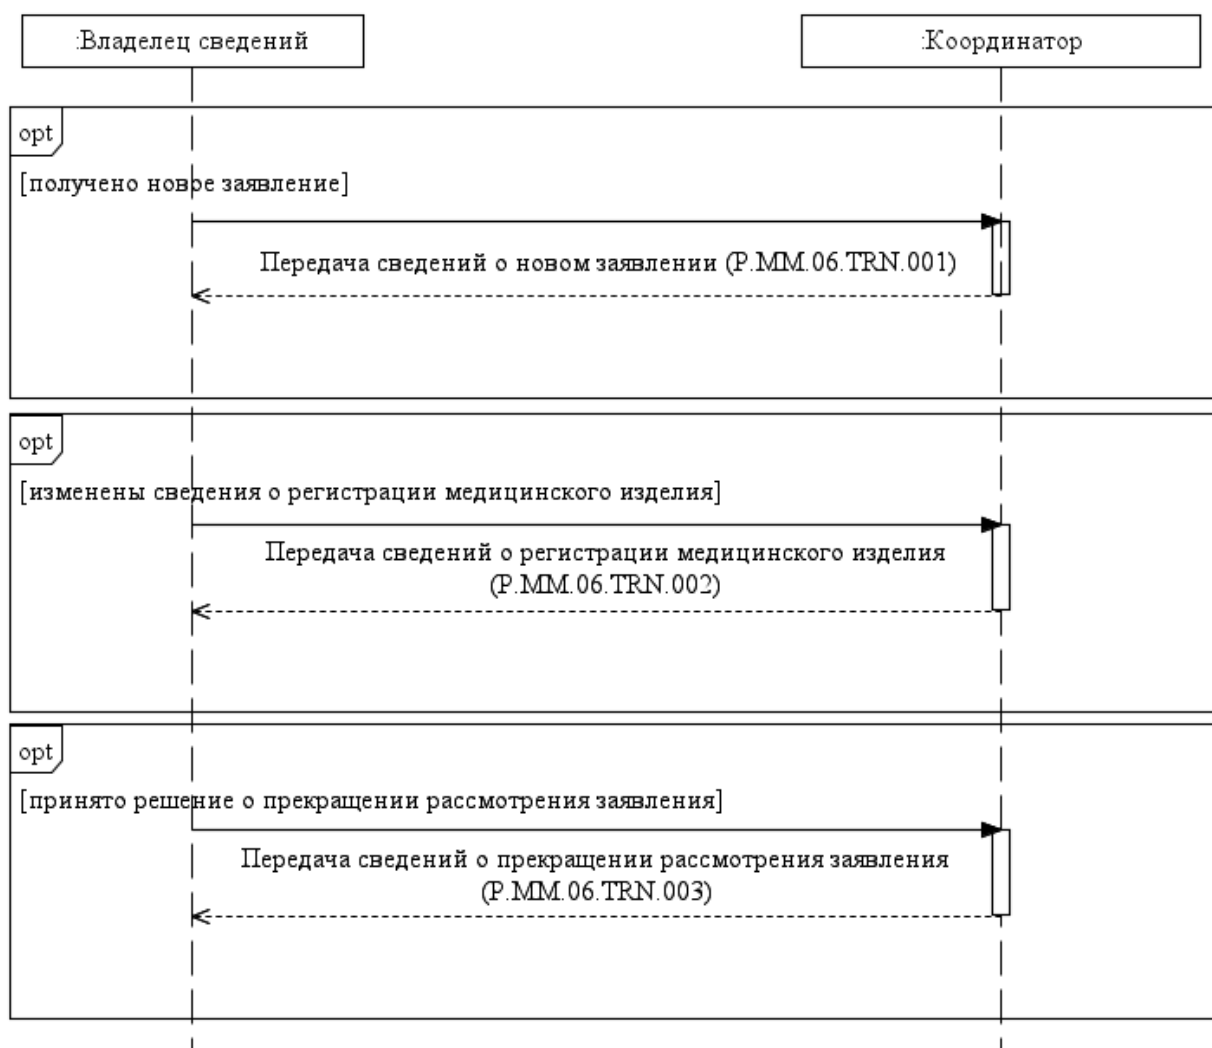 :Владелец сведений
:Координатор
opt
[получено новое заявление]
Передача сведений о новом заявлении (P.MM.06.TRN.001)
opt
[изменены сведения о регистрации медицинского изделия]
Передача сведений о регистрации медицинского изделия
(P.MM.06.TRN.002)
opt
[принято решение о прекращении рассмотрения заявления]
Передача сведений о прекращении рассмотрения заявления
(P.MM.06.TRN.003)